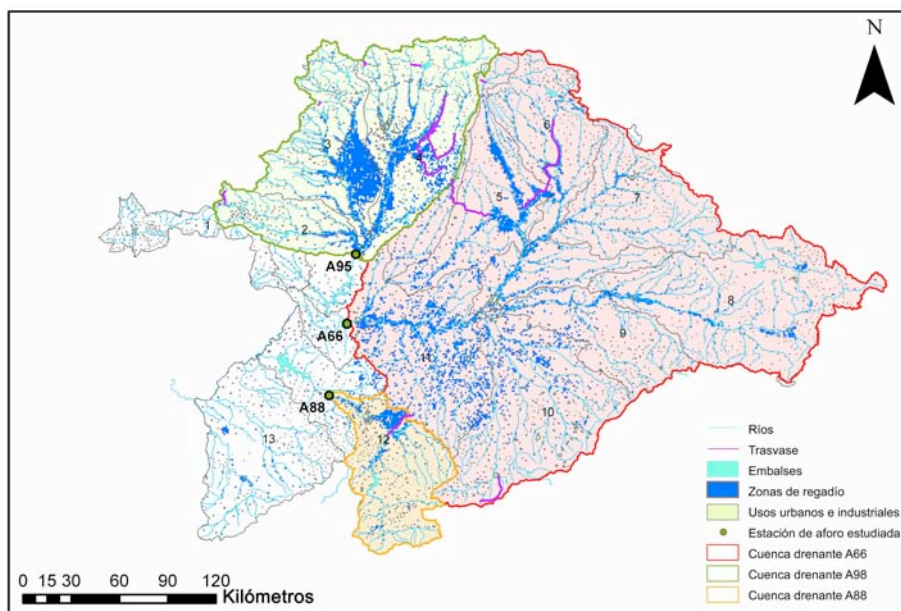 N
6
3
4
5
7
1
2
A95
8
A66
9
11
A88
10
12
13
Ríos
Trasvase
Embalses
Zonas de regadío
Usos urbanos e industriales
Estación de aforo estudiada
Cuenca drenante A66
Cuenca drenante A98
Cuenca drenante A88
0 15 30 60 90 120
Kilómetros